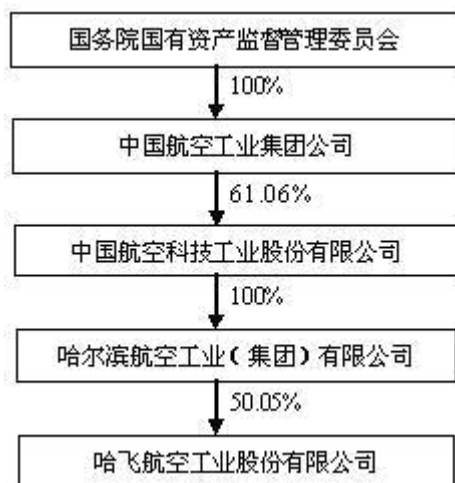 国务院国有资产监督管理委员会
100%
中国航空工业集团公司
61.06%
中国航空科技工业股份有限公司
100%
哈尔滨航空工业（集团）有限公司
50.05%
哈飞航空工业股份有限公司